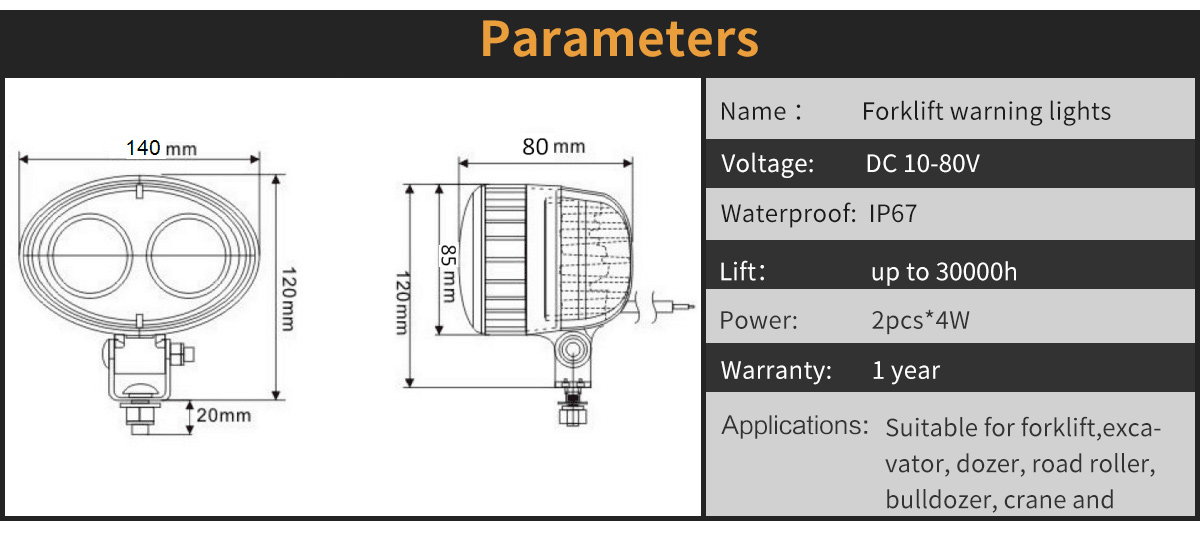 Parameters
140 mm
120mm
20mm
80 mm
120mm
85 mm
Name： Forklift warning lights
Voltage: DC 10-80V
Waterproof: IP67
Lift: up to 30000h
Power: 2pcs*4W
Warranty: 1 year
Applications: Suitable for forklift,exca-
vator, dozer, road roller,
bulldozer, crane and